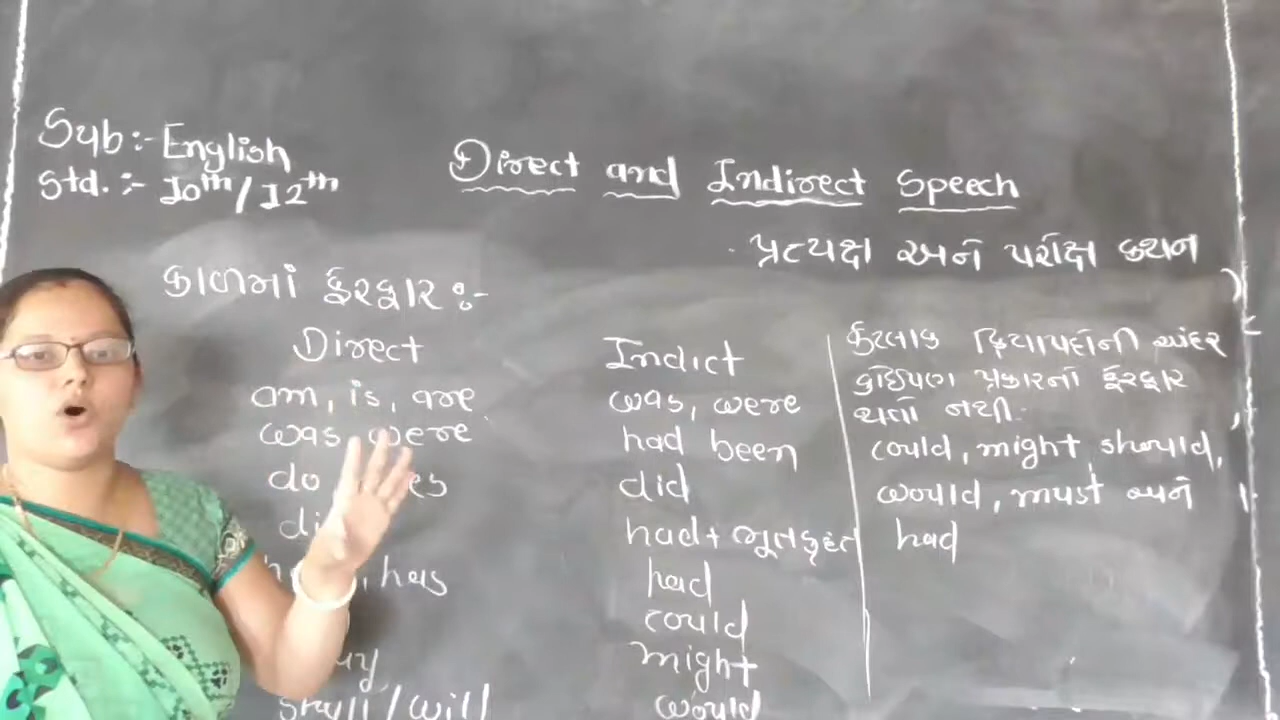 Sub:- English
Std. :- 10th / 12th
Direct and Indirect Speech
પ્રત્યક્ષ અને પરોક્ષ કથન
કાળમાં ફેરફાર :-
Direct
am, is, are
was, were
do
has
shall / will
Indict
was, were
had been
did
had + ભૂતકૃદંત
had
could
might
would
કેટલાક ક્રિયાપદોની અંદર
કોઈપણ પ્રકારનો ફેરફાર
થતો નથી.
could, might, should,
would, must અને
had